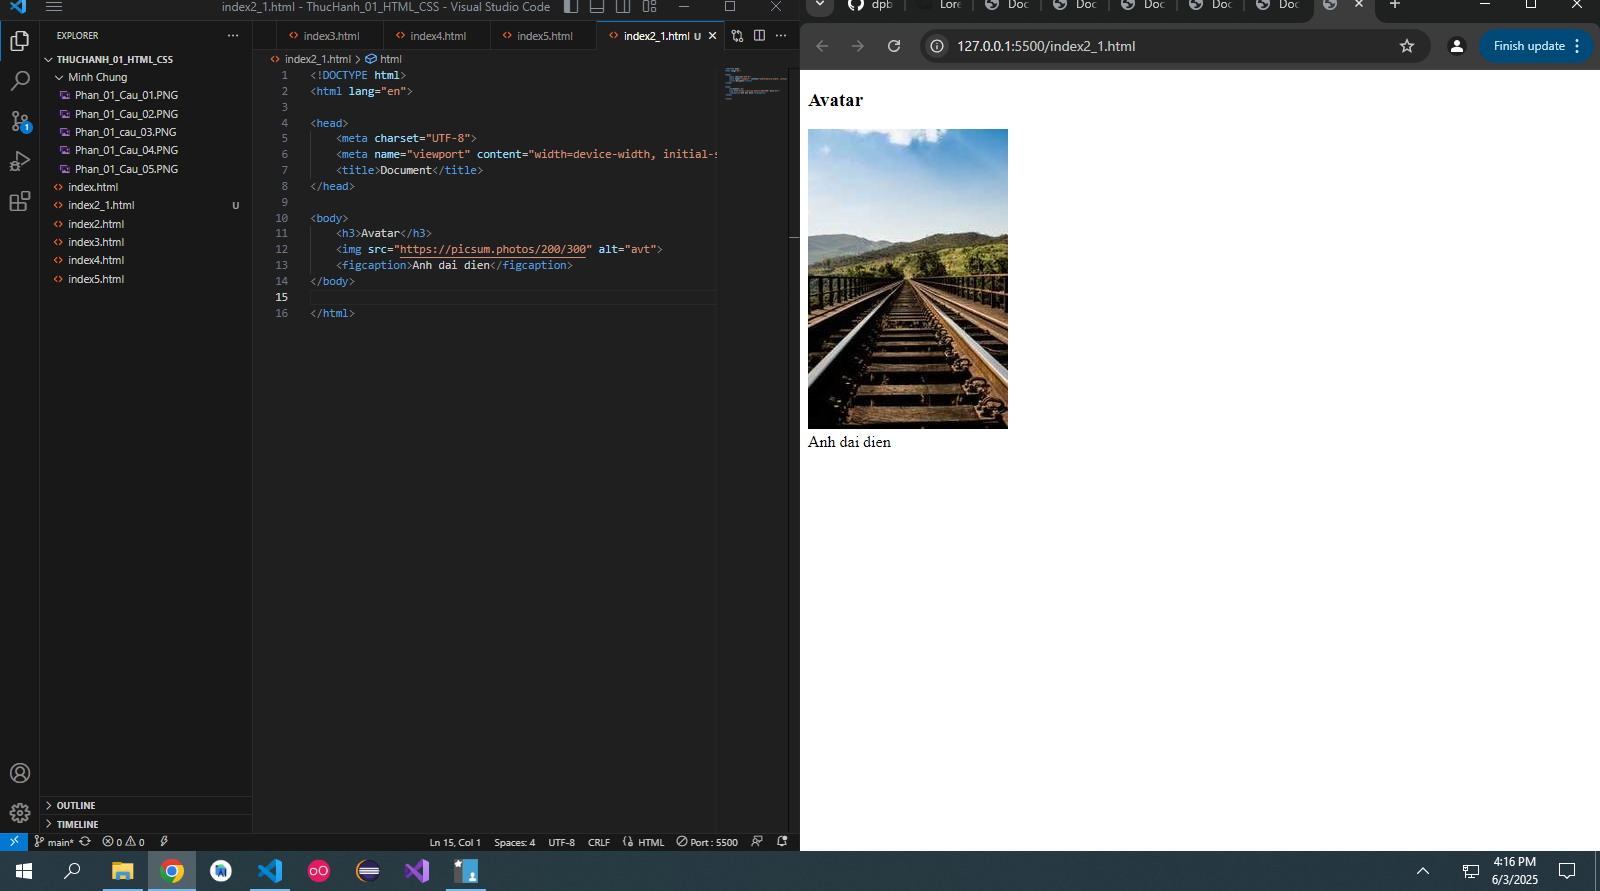 index2_1.html - ThucHanh_01_HTML_CSS - Visual Studio Code
EXPLORER
THUCHANH_01_HTML_CSS
Minh Chung
Phan_01_Cau_01.PNG
Phan_01_Cau_02.PNG
Phan_01_cau_03.PNG
Phan_01_Cau_04.PNG
Phan_01_Cau_05.PNG
index.html
index2_1.html U
index2.html
index3.html
index4.html
index5.html
OUTLINE
TIMELINE
1
index3.html index4.html index5.html index2_1.html U
index2_1.html > html
1 <!DOCTYPE html>
2 <html lang="en">
3
4 <head>
5 <meta charset="UTF-8">
6 <meta name="viewport" content="width=device-width, initial-s
7 <title>Document</title>
8 </head>
9
10 <body>
11 <h3>Avatar</h3>
12 <img src="https://picsum.photos/200/300" alt="avt">
13 <figcaption>Anh dai dien</figcaption>
14 </body>
15
16 </html>
main* 0 0 Ln 15, Col 1 Spaces: 4 UTF-8 CRLF HTML Port : 5500
dpb Lore Doc Doc Doc Doc Doc
127.0.0.1:5500/index2_1.html Finish update
Avatar
Anh dai dien
4:16 PM
6/3/2025